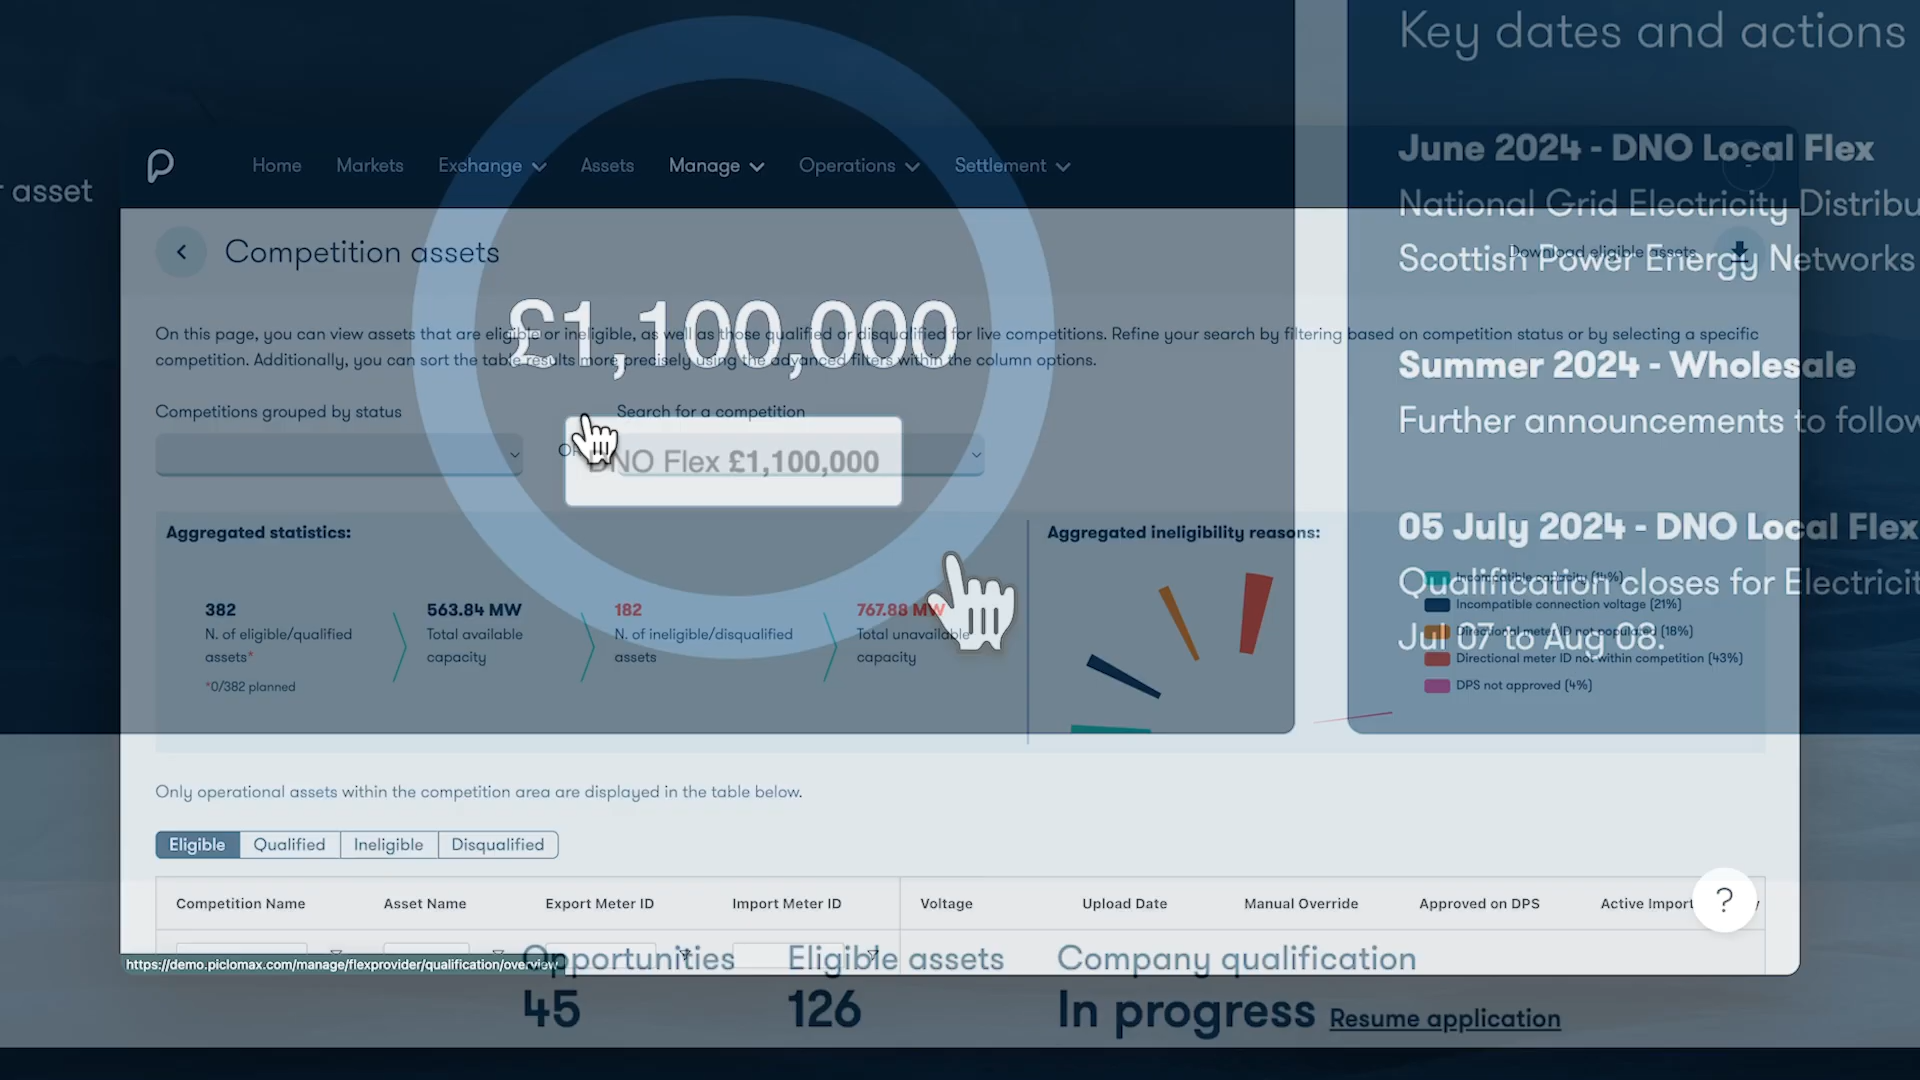 Key dates and actions
June 2024 - DNO Local Flex
National Grid Electricity Distribu
Scottish Power Energy Networks
Home Markets Exchange Assets Manage Operations Settlement
r asset
Competition assets
Download eligible assets
£1,100,000
On this page, you can view assets that are eligible or ineligible, as well as those qualified or disqualified for live competitions. Refine your search by filtering based on competition status or by selecting a specific
competition. Additionally, you can sort the table results more precisely using the advanced filters within the column options.
Summer 2024 - Wholesale
Further announcements to follow
Competitions grouped by status
Search for a competition
DNO Flex £1,100,000
05 July 2024 - DNO Local Flex
Qualification closes for Electricit
Jul 07 to Aug 08.
Aggregated statistics:
382
N. of eligible/qualified
assets*
*0/382 planned
563.84 MW
Total available
capacity
182
N. of ineligible/disqualified
assets
767.88 MW
Total unavailable
capacity
Aggregated ineligibility reasons:
Incompatible capacity (14%)
Incompatible connection voltage (21%)
Directional meter ID not populated (18%)
Directional meter ID not within competition (43%)
DPS not approved (4%)
Only operational assets within the competition area are displayed in the table below.
Eligible Qualified Ineligible Disqualified
Competition Name Asset Name Export Meter ID Import Meter ID Voltage Upload Date Manual Override Approved on DPS Active Import
?
https://demo.piclomax.com/manage/flexprovider/qualification/overview
Opportunities
45
Eligible assets
126
Company qualification
In progress Resume application